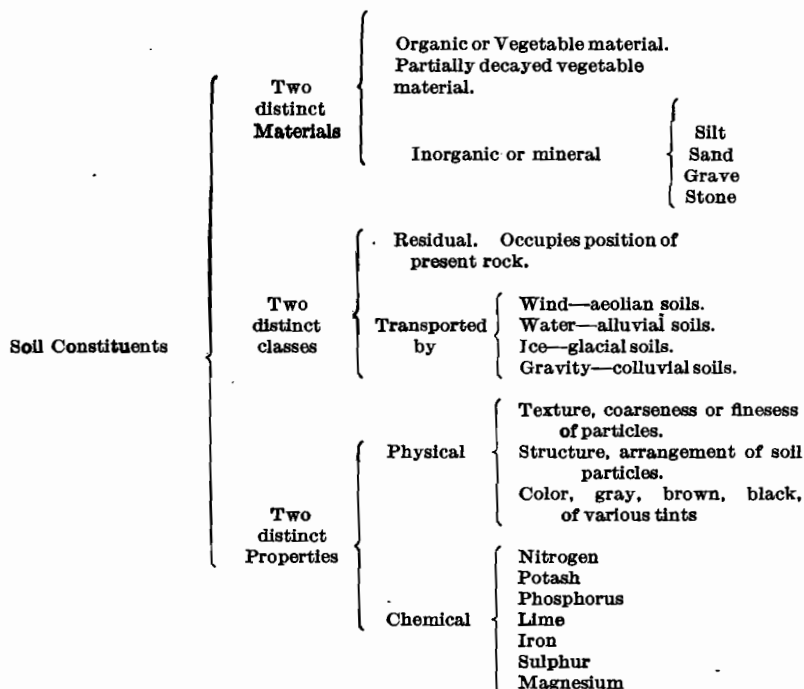 Organic or Vegetable material.
Partially decayed vegetable
material.
Two
distinct
Materials
Inorganic or mineral
Silt
Sand
Grave
Stone
Residual. Occupies position of
present rock.
Two
distinct
classes
Transported
by
Wind—aeolian soils.
Water—alluvial soils.
Ice—glacial soils.
Gravity—colluvial soils.
Soil Constituents
Texture, coarseness or finesess
of particles.
Physical
Structure, arrangement of soil
particles.
Color, gray, brown, black,
of various tints
Two
distinct
Properties
Chemical
Nitrogen
Potash
Phosphorus
Lime
Iron
Sulphur
Magnesium